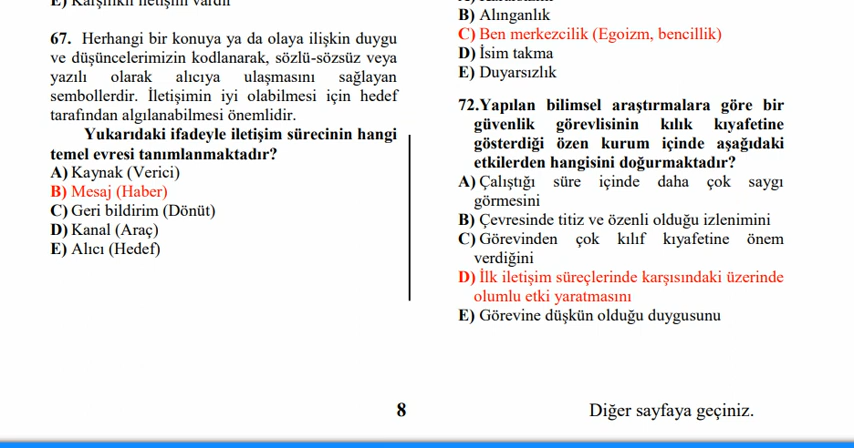 67. Herhangi bir konuya ya da olaya ilişkin duygu
ve düşüncelerimizin kodlanarak, sözlü-sözsüz veya
yazılı olarak alıcıya ulaşmasını sağlayan
sembollerdir. İletişimin iyi olabilmesi için hedef
tarafından algılanabilmesi önemlidir.
Yukarıdaki ifadeyle iletişim sürecinin hangi
temel evresi tanımlanmaktadır?
A) Kaynak (Verici)
B) Mesaj (Haber)
C) Geri bildirim (Dönüt)
D) Kanal (Araç)
E) Alıcı (Hedef)
B) Alınganlık
C) Ben merkezcilik (Egoizm, bencillik)
D) İsim takma
E) Duyarsızlık
72.Yapılan bilimsel araştırmalara göre bir
güvenlik görevlisinin kılık kıyafetine
gösterdiği özen kurum içinde aşağıdaki
etkilerden hangisini doğurmaktadır?
A) Çalıştığı süre içinde daha çok saygı
görmesini
B) Çevresinde titiz ve özenli olduğu izlenimini
C) Görevinden çok kılıf kıyafetine önem
verdiğini
D) İlk iletişim süreçlerinde karşısındaki üzerinde
olumlu etki yaratmasını
E) Görevine düşkün olduğu duygusunu
8
Diğer sayfaya geçiniz.